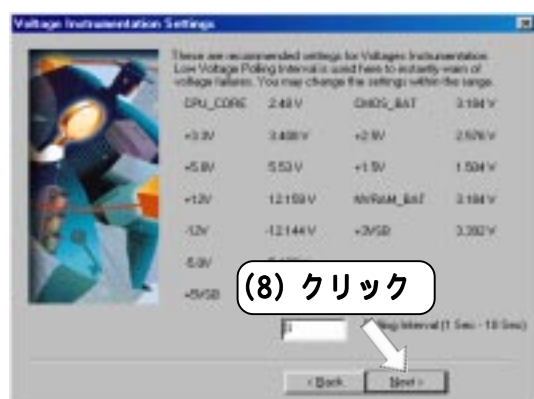 Voltage Instrumentation Settings
These are recommended settings for Voltages Instrumentation.
Low Voltage Polling Interval is used here to instantly warn of
voltage failures. You may change the settings within the range.
CPU_CORE 2.48 V CMOS_BAT 3.184 V
+3.3V 3.408 V +2.5V 2.576 V
+5.0V 5.53 V +1.5V 1.504 V
+12V 12.159 V NVRAM_BAT 3.184 V
-12V -12.144 V +3VSB 3.392 V
-5.0V
+5VSB
(8) クリック
Interval (1 Sec - 10 Sec)
< Back Next >